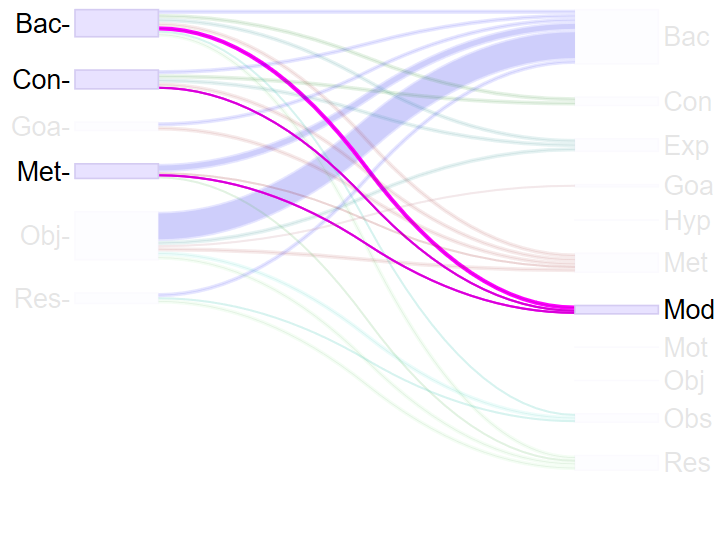 Bac-
Con-
Goa-
Met-
Obj-
Res-
Bac
Con
Exp
Goa
Hyp
Met
Mod
Mot
Obj
Obs
Res